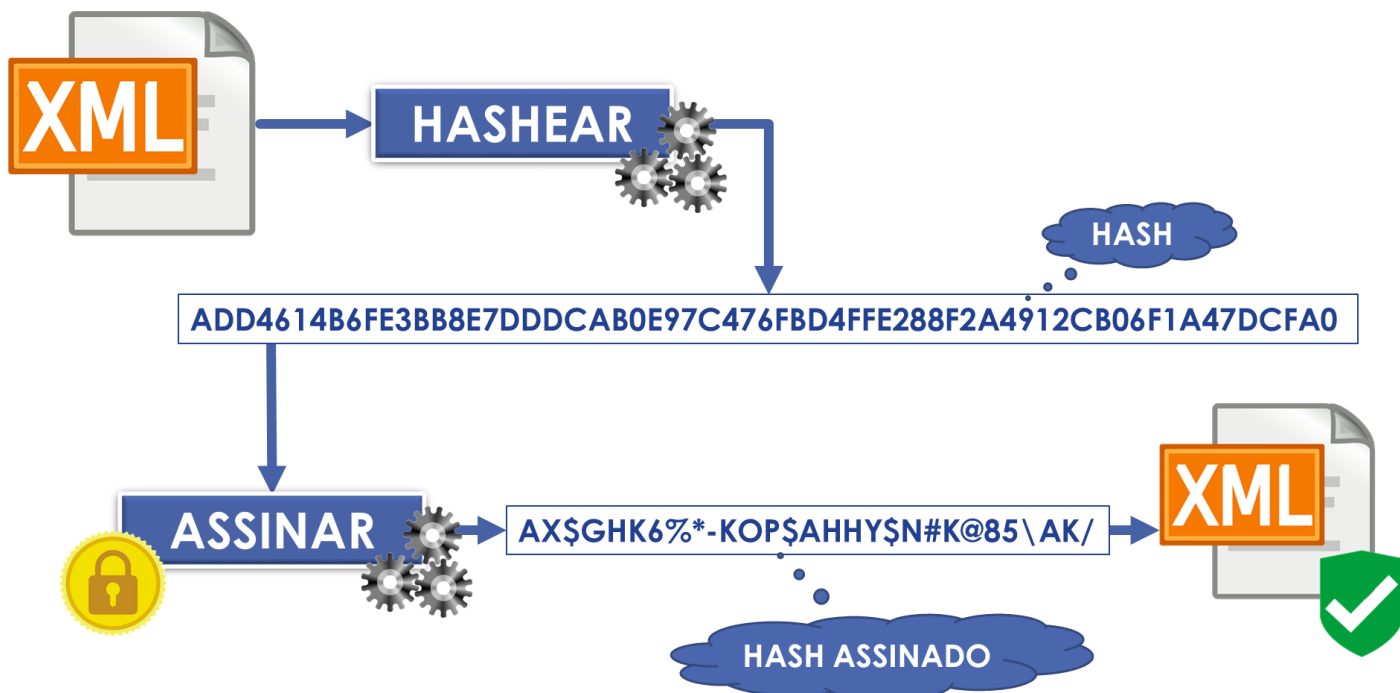 XML
HASHEAR
HASH
ADD4614B6FE3BB8E7DDDCAB0E97C476FBD4FFE288F2A4912CB06F1A47DCFA0
ASSINAR
AX$GHK6%*-KOP$AHHY$N#K@85\AK/
XML
HASH ASSINADO